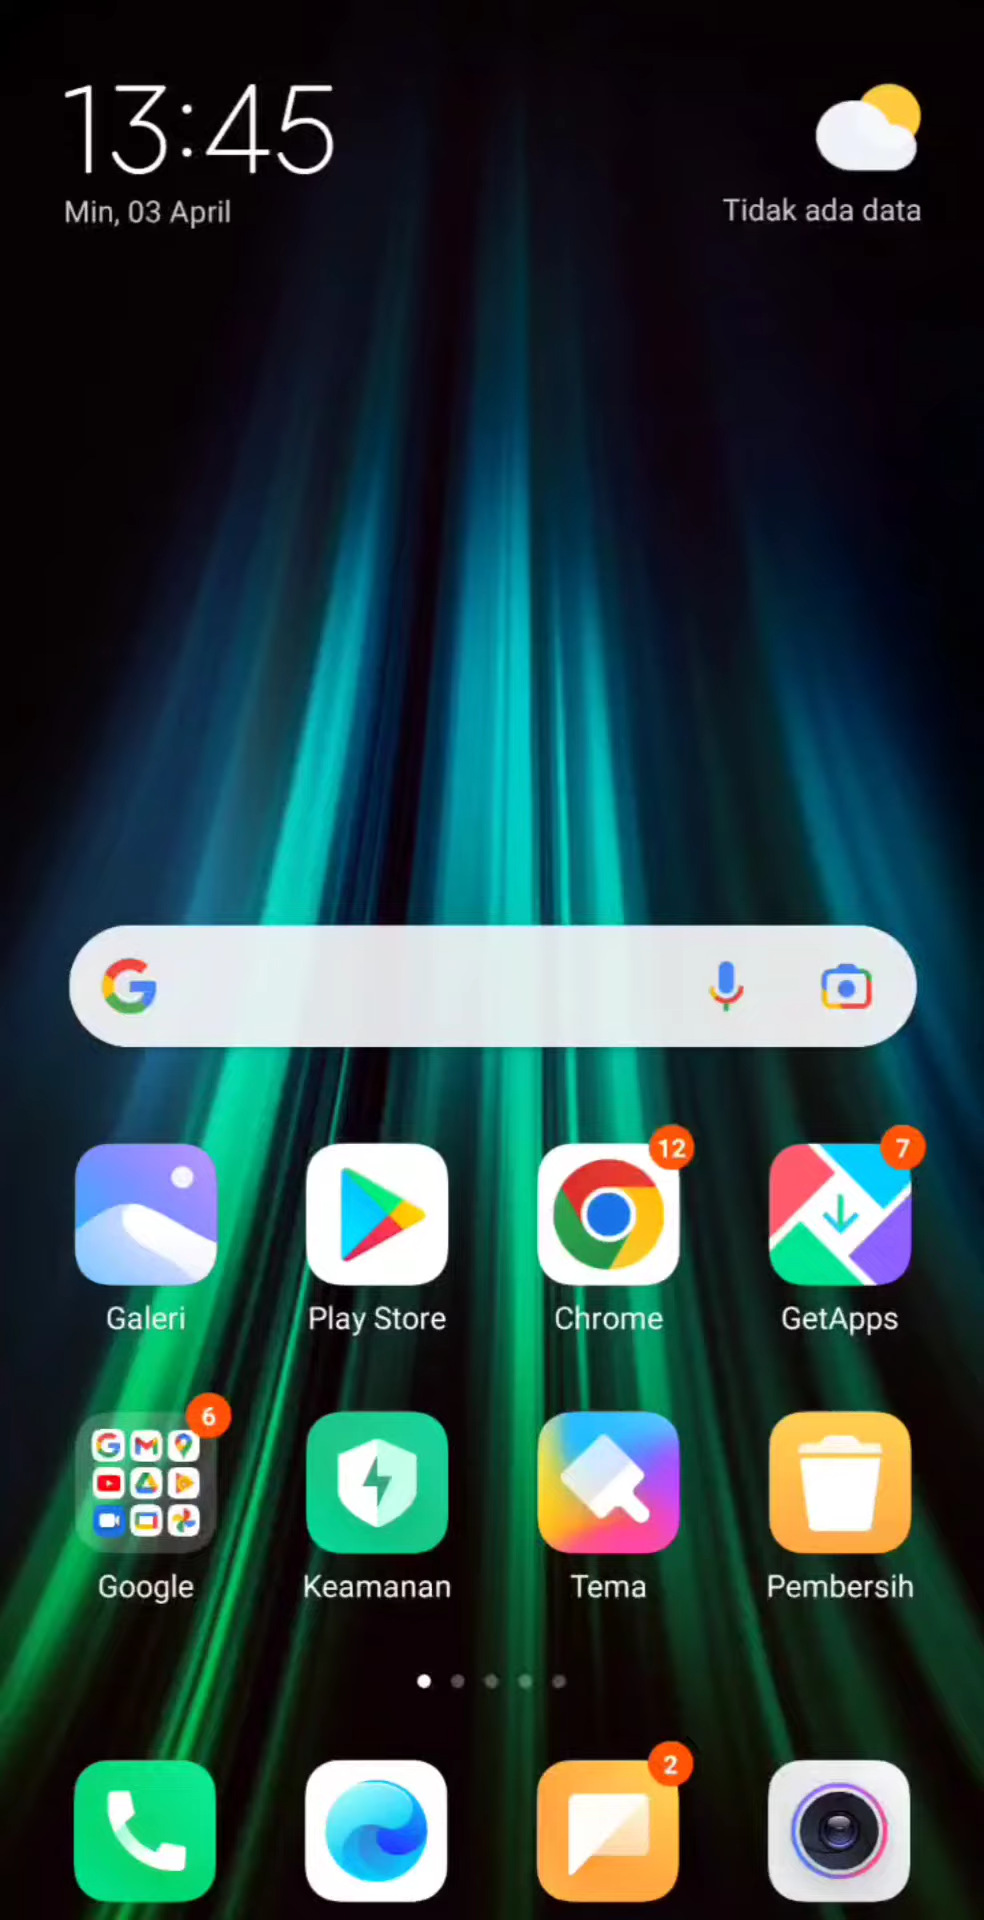 13:45
Min, 03 April
Tidak ada data
12
7
Galeri
Play Store
Chrome
GetApps
6
Google
Keamanan
Tema
Pembersih
2